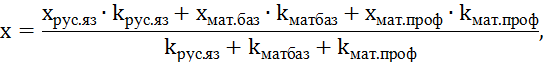 x = (x_рус.яз · k_рус.яз + x_мат.баз · k_матбаз + x_мат.проф · k_мат.проф) / (k_рус.яз + k_матбаз + k_мат.проф),